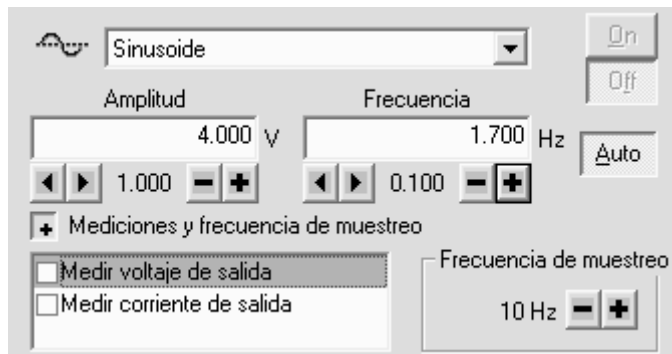 Sinusoide
On
Off
Amplitud Frecuencia
4.000 V 1.700 Hz
Auto
1.000 0.100
Mediciones y frecuencia de muestreo
Medir voltaje de salida
Medir corriente de salida
Frecuencia de muestreo
10 Hz